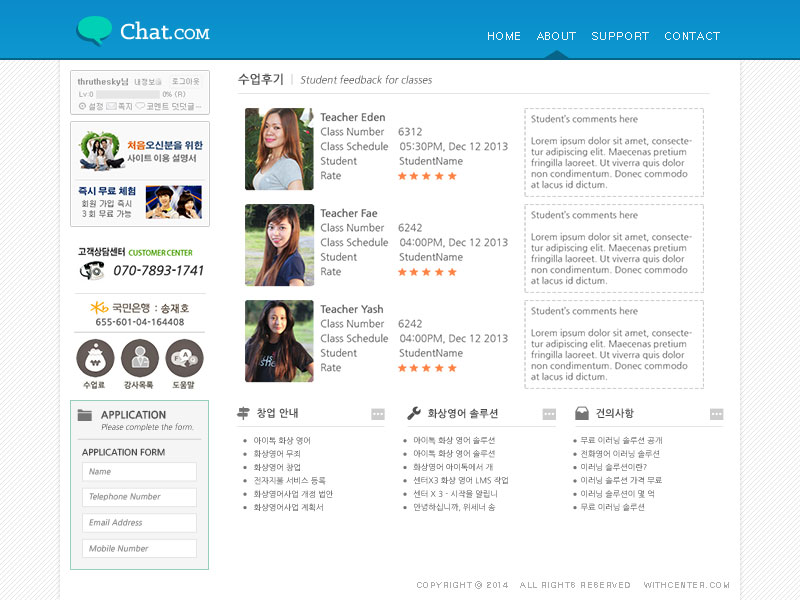 Chat.COM
HOME ABOUT SUPPORT CONTACT
thruthesky님 내정보 로그아웃
Lv 0 0% (R)
설정 쪽지 코멘트 덧덧글
처음오신분을 위한
사이트 이용 설명서
즉시 무료 체험
회원 가입 즉시
3 회 무료 가능
고객상담센터 CUSTOMER CENTER
070-7893-1741
국민은행 : 송재호
655-601-04-164408
수업료 강사목록 도움말
APPLICATION
Please complete the form.
APPLICATION FORM
Name
Telephone Number
Email Address
Mobile Number
수업후기 | Student feedback for classes
Teacher Eden
Class Number 6312
Class Schedule 05:30PM, Dec 12 2013
Student StudentName
Rate ★★★★★
Student's comments here
Lorem ipsum dolor sit amet, consecte-
tur adipiscing elit. Maecenas pretium
fringilla laoreet. Ut viverra quis dolor
non condimentum. Donec commodo
at lacus id dictum.
Teacher Fae
Class Number 6242
Class Schedule 04:00PM, Dec 12 2013
Student StudentName
Rate ★★★★★
Student's comments here
Lorem ipsum dolor sit amet, consecte-
tur adipiscing elit. Maecenas pretium
fringilla laoreet. Ut viverra quis dolor
non condimentum. Donec commodo
at lacus id dictum.
Teacher Yash
Class Number 6242
Class Schedule 04:00PM, Dec 12 2013
Student StudentName
Rate ★★★★★
Student's comments here
Lorem ipsum dolor sit amet, consecte-
tur adipiscing elit. Maecenas pretium
fringilla laoreet. Ut viverra quis dolor
non condimentum. Donec commodo
at lacus id dictum.
창업 안내
아이톡 화상 영어
화상영어 무죄
화상영어 창업
전자지불 서비스 등록
화상영어사업 개정 법안
화상영어사업 계획서
화상영어 솔루션
아이톡 화상 영어 솔루션
아이톡 화상 영어 솔루션
화상영어 아이톡에서 개
센터X3 화상 영어 LMS 작업
센터 X 3 - 시작을 알립니
안녕하십니까, 위세너 송
건의사항
무료 이러닝 솔루션 공개
전화영어 이러닝 솔루션
이러닝 솔루션이란?
이러닝 솔루션 가격 무료
이러닝 솔루션이 몇 억
무료 이러닝 솔루션
COPYRIGHT @ 2014 ALL RIGHTS RESERVED WITHCENTER.COM